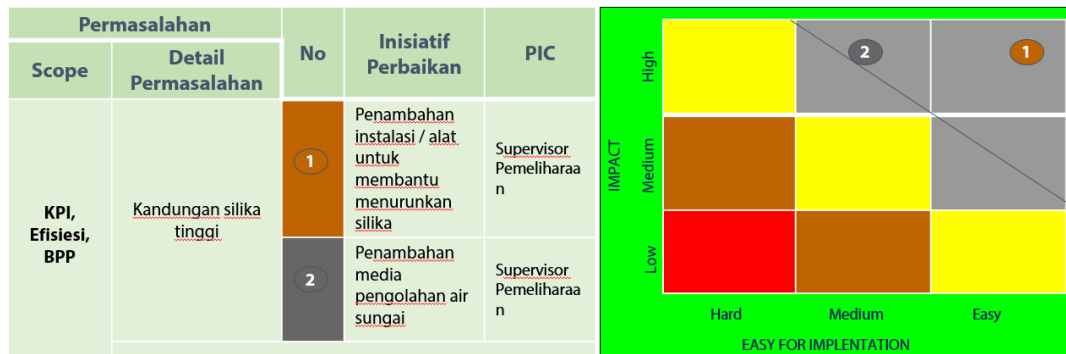 Permasalahan
Scope
Detail
Permasalahan
No
Inisiatif
Perbaikan
PIC
KPI,
Efisiesi,
BPP
Kandungan silika
tinggi
1
Penambahan
instalasi / alat
untuk
membantu
menurunkan
silika
Supervisor
Pemeliharaa
n
2
Penambahan
media
pengolahan air
sungai
Supervisor
Pemeliharaa
n
IMPACT
High
Medium
Low
2
1
Hard
Medium
Easy
EASY FOR IMPLENTATION